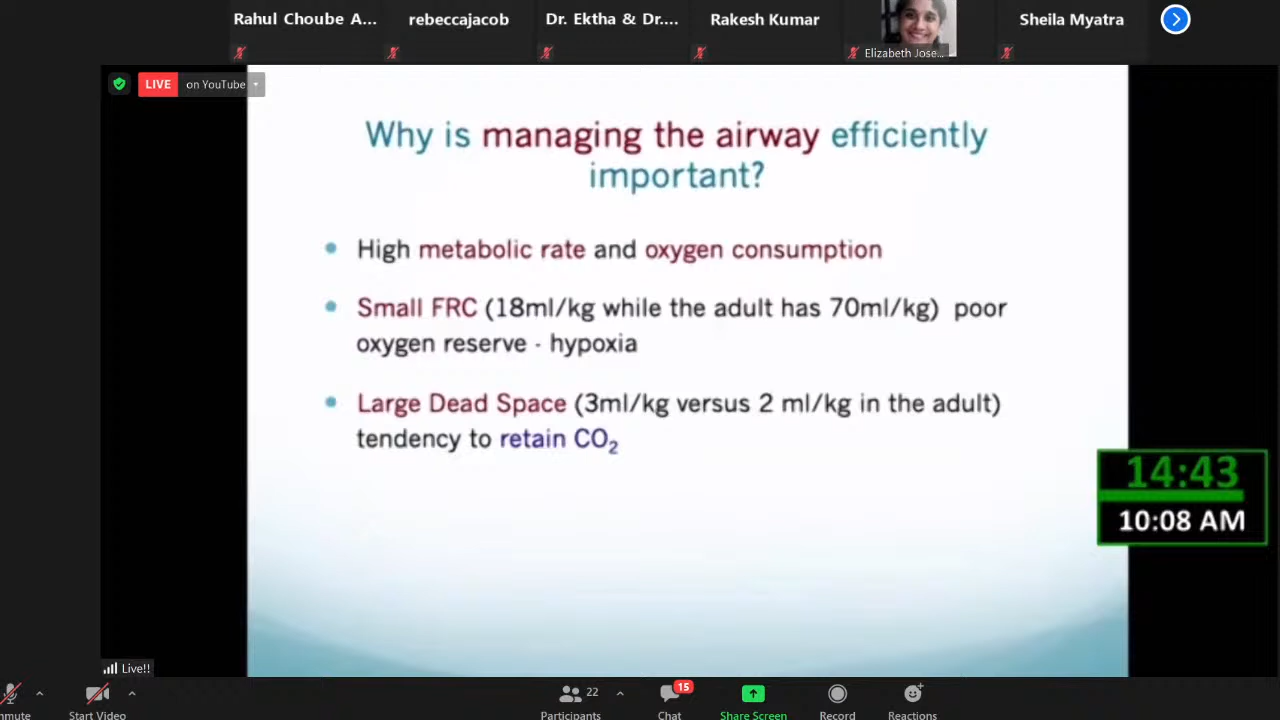 Rahul Choube A...
rebeccajacob
Dr. Ektha & Dr....
Rakesh Kumar
Elizabeth Jose...
Sheila Myatra
LIVE on YouTube
Why is managing the airway efficiently
important?
• High metabolic rate and oxygen consumption
• Small FRC (18ml/kg while the adult has 70ml/kg) poor
oxygen reserve - hypoxia
• Large Dead Space (3ml/kg versus 2 ml/kg in the adult)
tendency to retain CO₂
14:43
10:08 AM
Live!!
nmute
Start Video
22
Participants
15
Chat
Share Screen
Record
Reactions